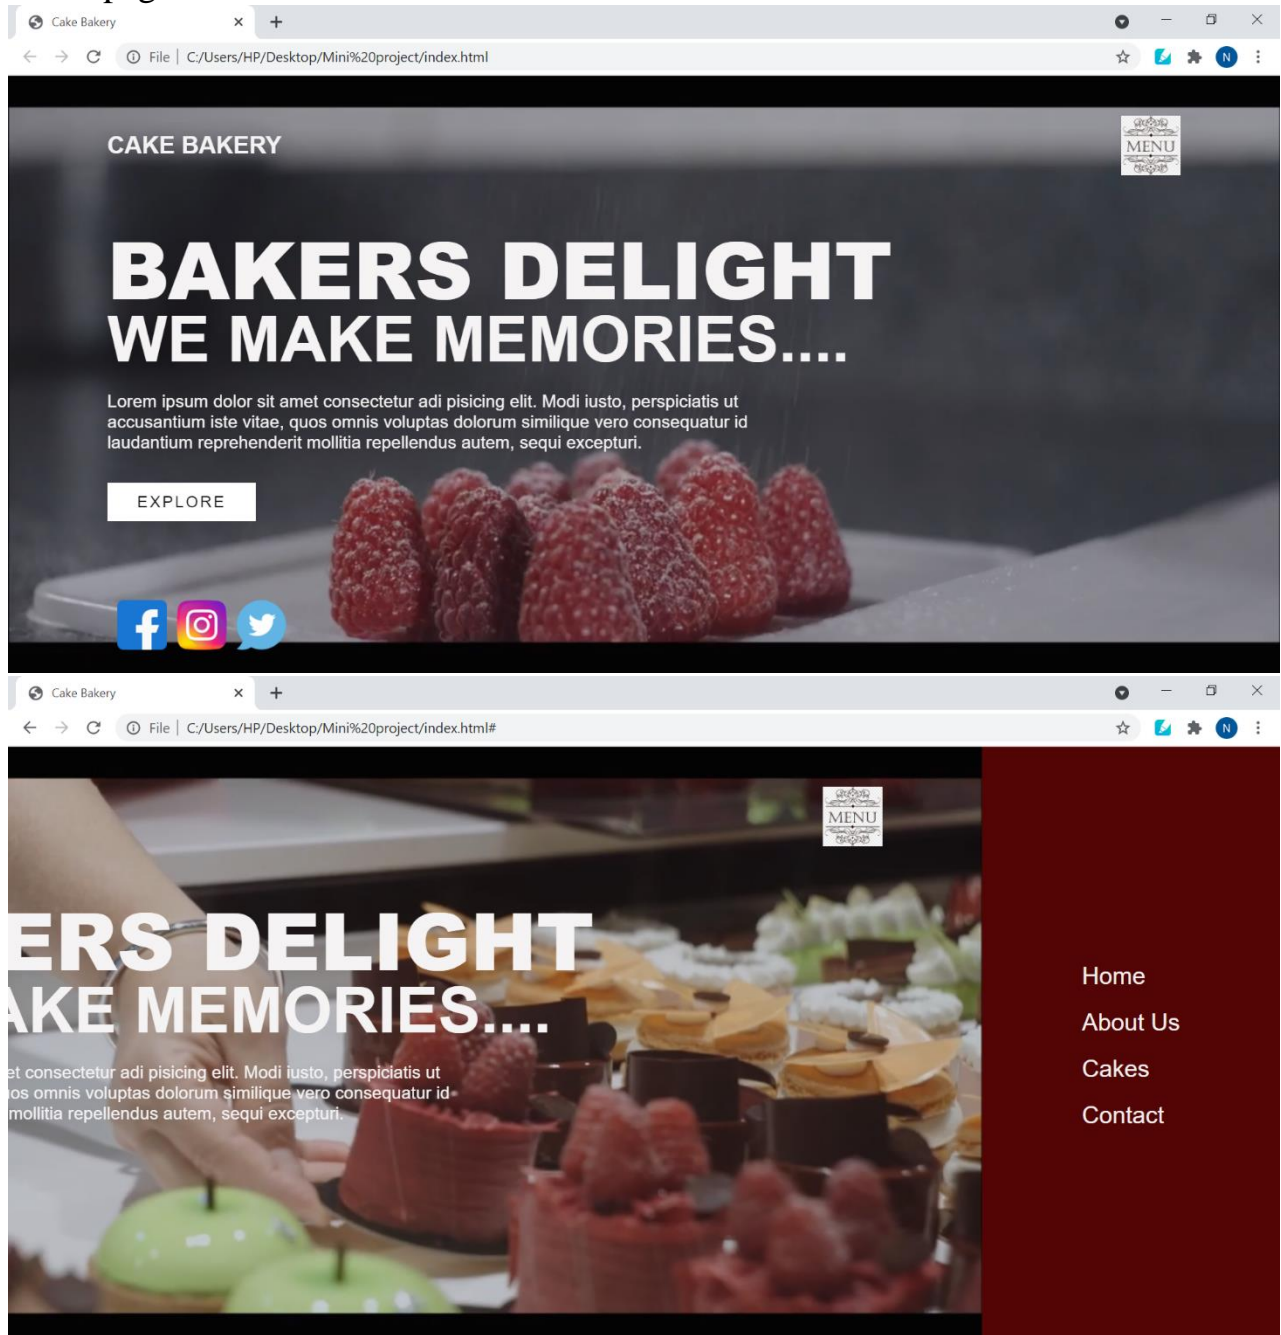 Cake Bakery
File | C:/Users/HP/Desktop/Mini%20project/index.html
N
CAKE BAKERY
MENU
BAKERS DELIGHT
WE MAKE MEMORIES....
Lorem ipsum dolor sit amet consectetur adi pisicing elit. Modi iusto, perspiciatis ut
accusantium iste vitae, quos omnis voluptas dolorum similique vero consequatur id
laudantium reprehenderit mollitia repellendus autem, sequi excepturi.
EXPLORE
Cake Bakery
File | C:/Users/HP/Desktop/Mini%20project/index.html#
N
MENU
ERS DELIGHT
AKE MEMORIES....
et consectetur adi pisicing elit. Modi iusto, perspiciatis ut
os omnis voluptas dolorum similique vero consequatur id
mollitia repellendus autem, sequi excepturi.
Home
About Us
Cakes
Contact